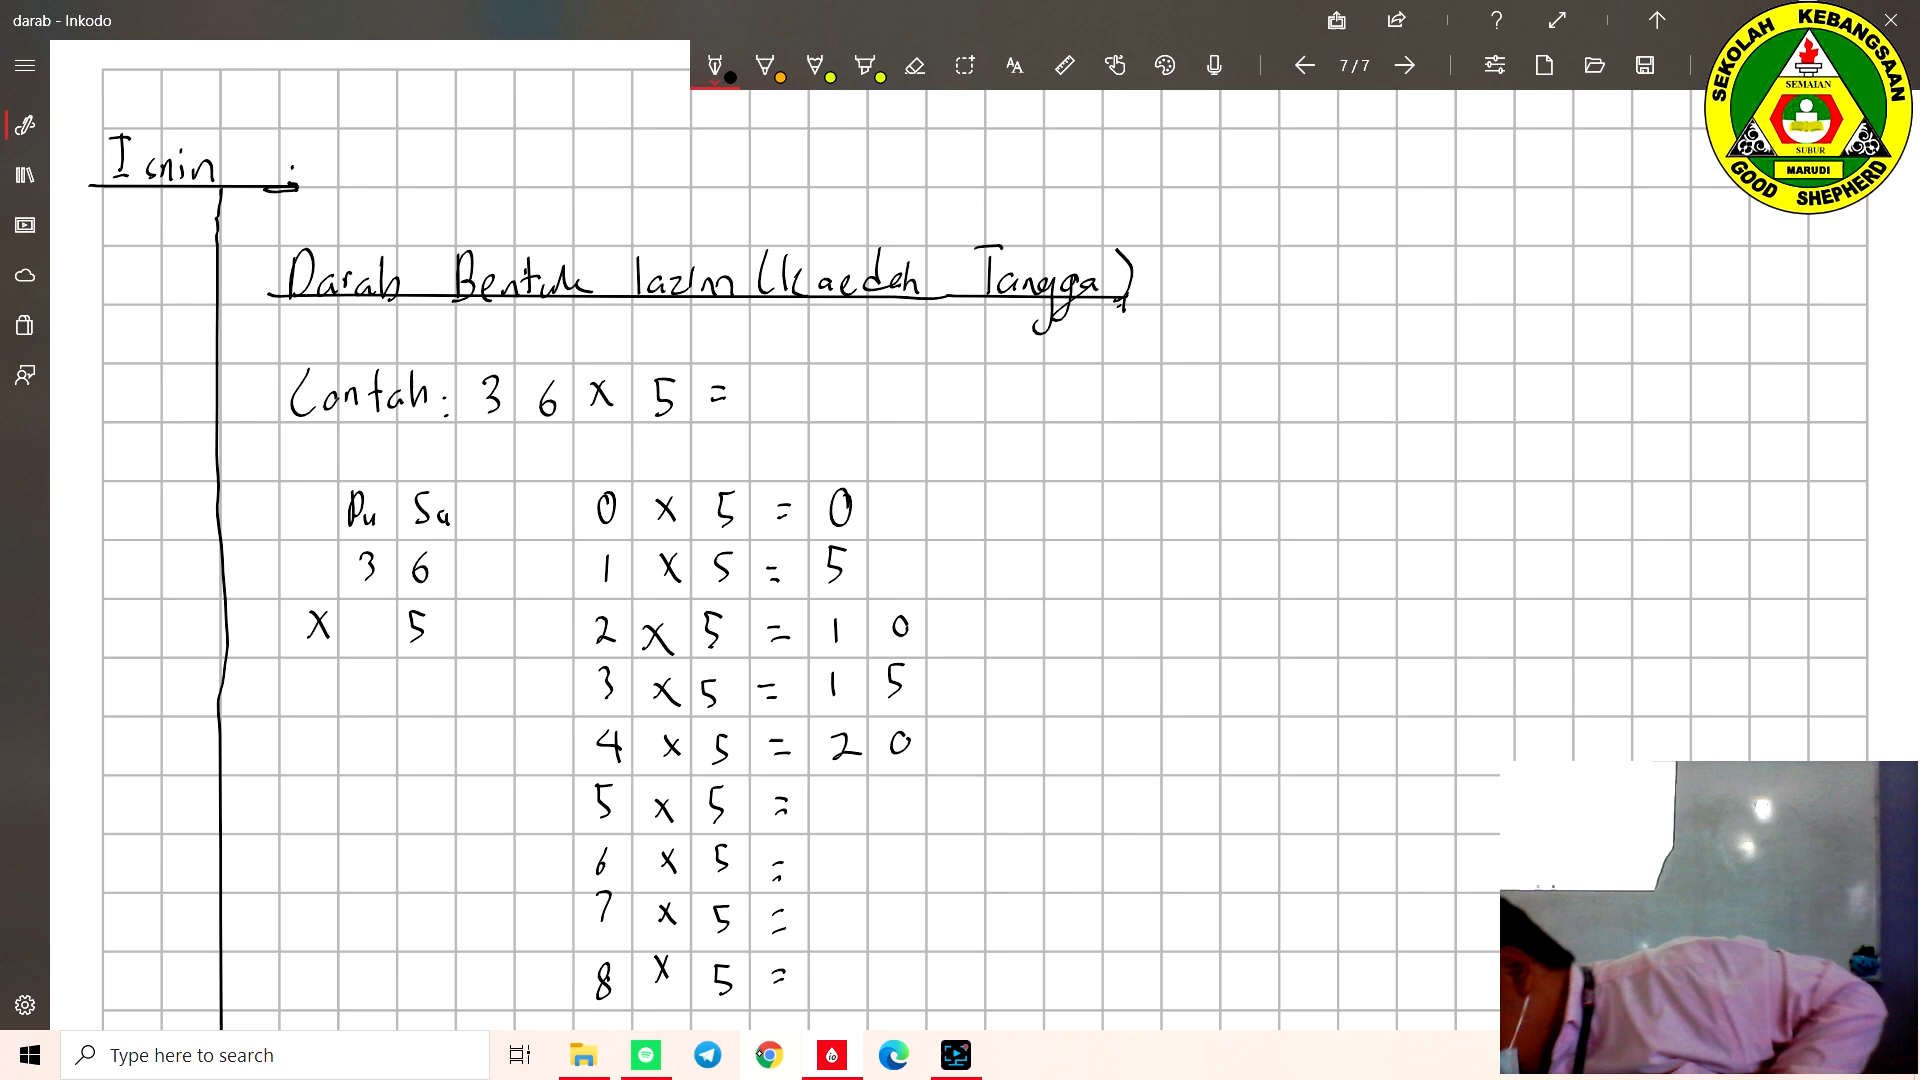 darab - Inkodo
7 / 7
SEKOLAH KEBANGSAAN
SEMAIAN
SUBUR
MARUDI
GOOD SHEPHERD
Isnin :
Darab Bentuk lazim (Kaedah Tangga)
Contoh: 3 6 x 5 =
Pu Sa
3 6
x 5
0 x 5 = 0
1 x 5 = 5
2 x 5 = 1 0
3 x 5 = 1 5
4 x 5 = 2 0
5 x 5 =
6 x 5 =
7 x 5 =
8 x 5 =
Type here to search